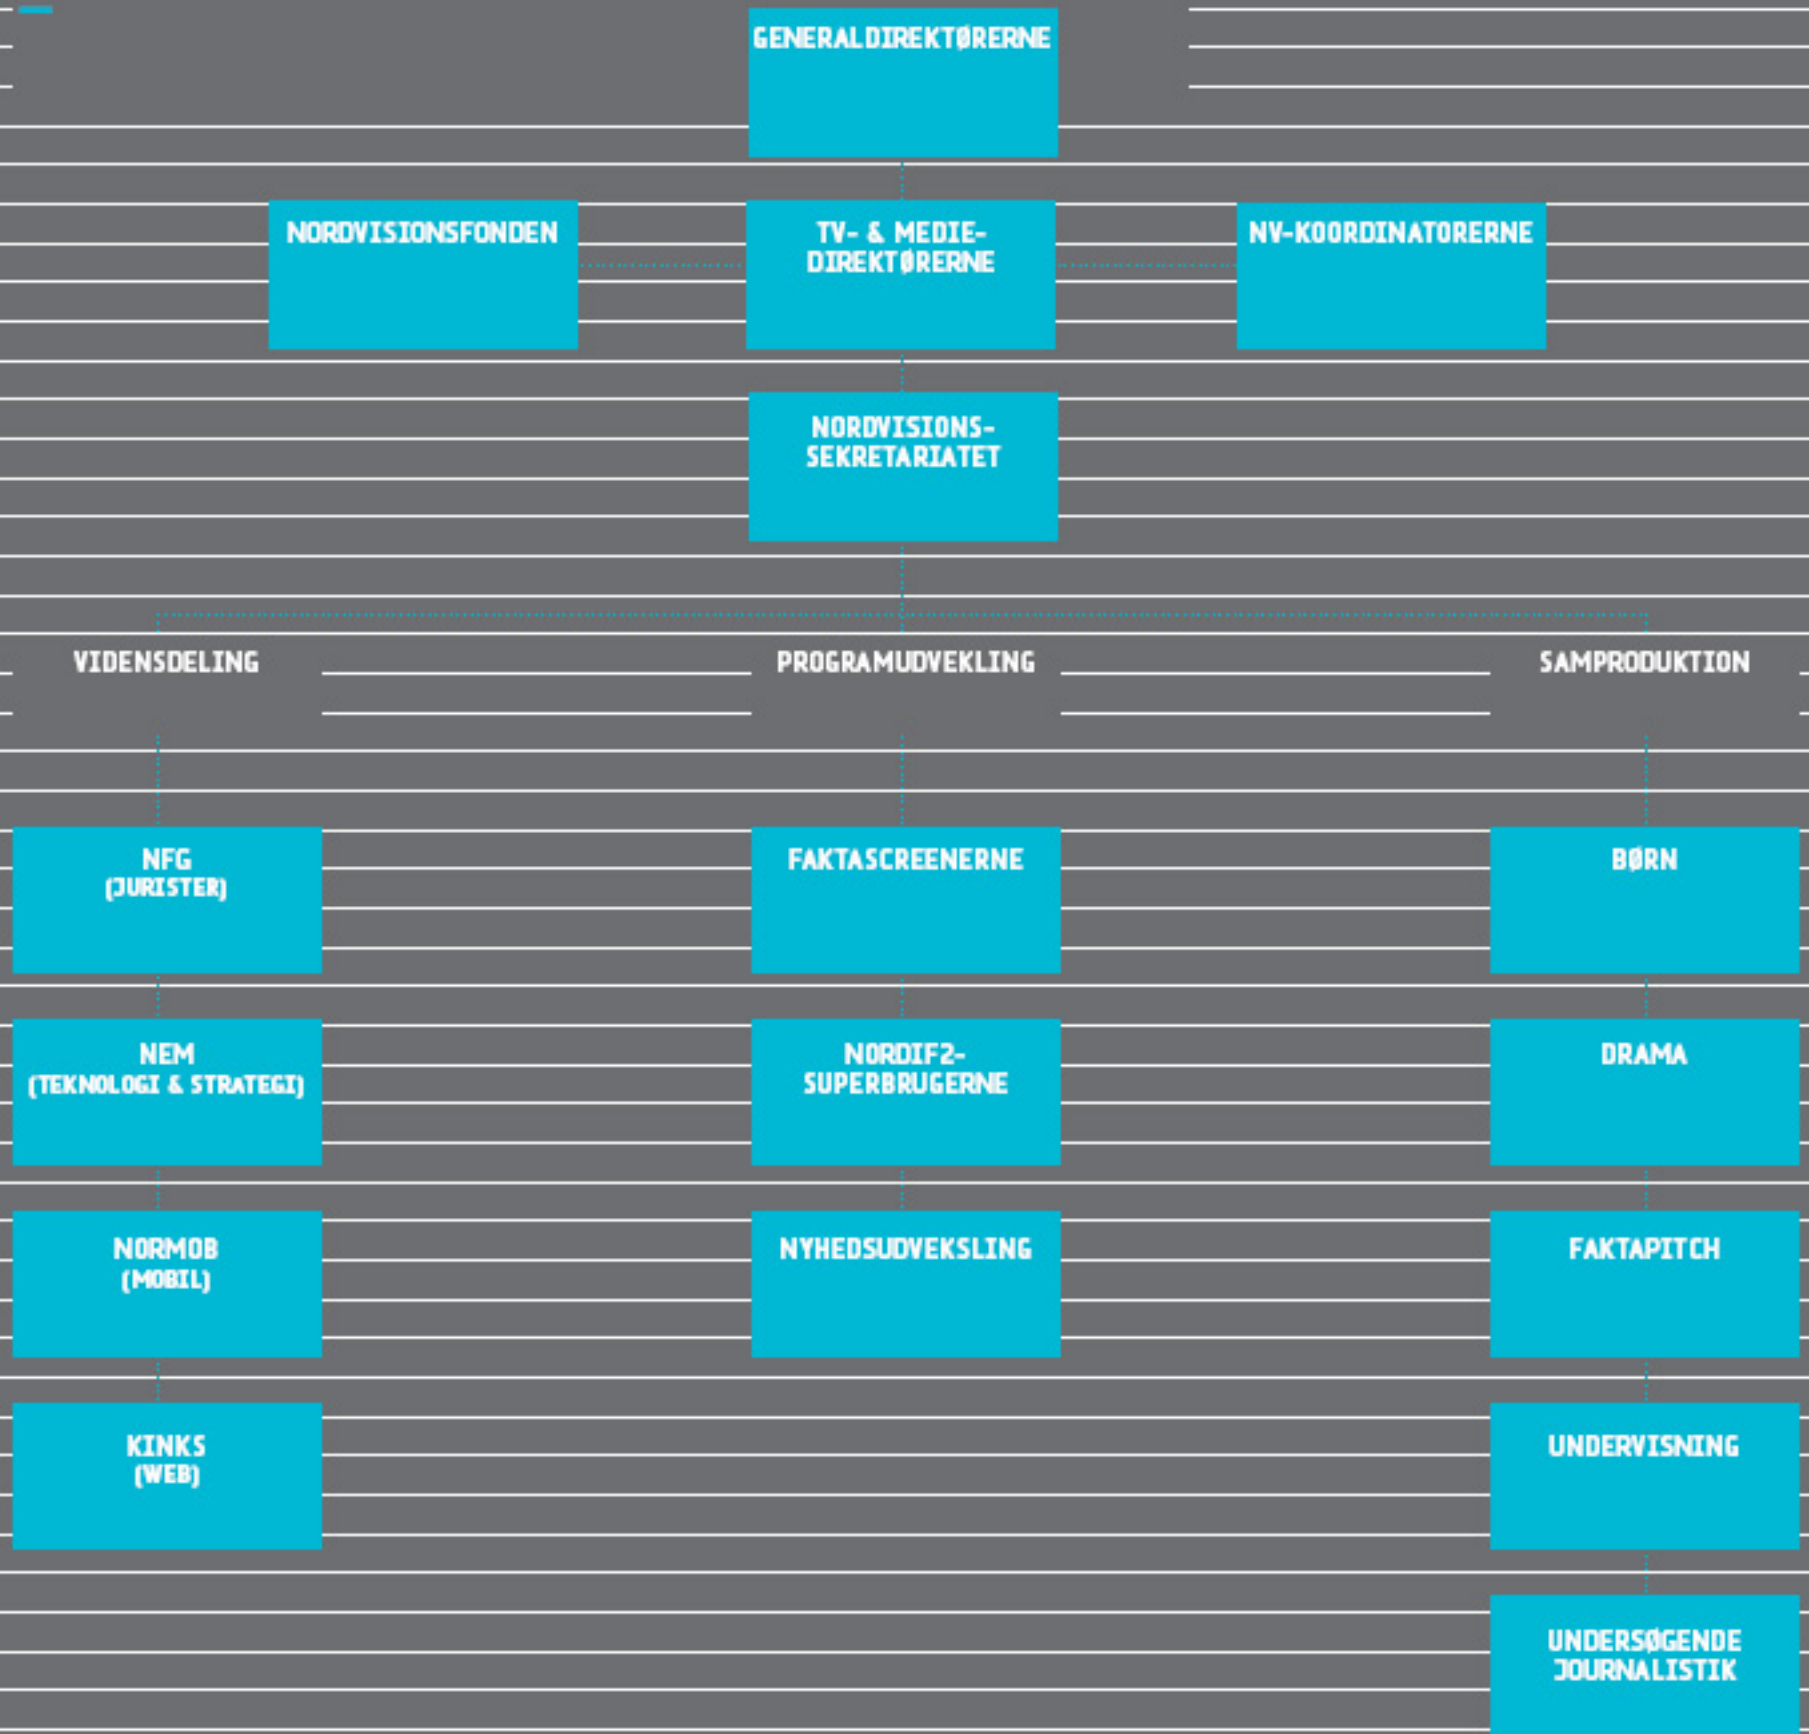 GENERALDIREKTØRERNE
NORDVISIONSFONDEN
TV- & MEDIE-
DIREKTØRERNE
NV-KOORDINATORERNE
NORDVISIONS-
SEKRETARIATET
VIDENSDELING
PROGRAMUDVEKLING
SAMPRODUKTION
NFG
(JURISTER)
FAKTASCREENERNE
BØRN
NEM
(TEKNOLOGI & STRATEGI)
NORDIF2-
SUPERBRUGERNE
DRAMA
NORMOB
(MOBIL)
NYHEDSUDVEKSLING
FAKTAPITCH
KINKS
(WEB)
UNDERVISNING
UNDERSØGENDE
JOURNALISTIK